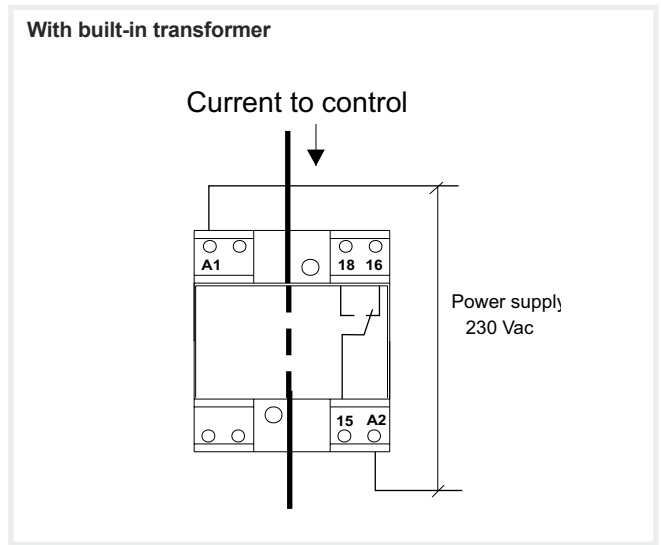 With built-in transformer
Current to control
A1
18 16
Power supply
230 Vac
15 A2